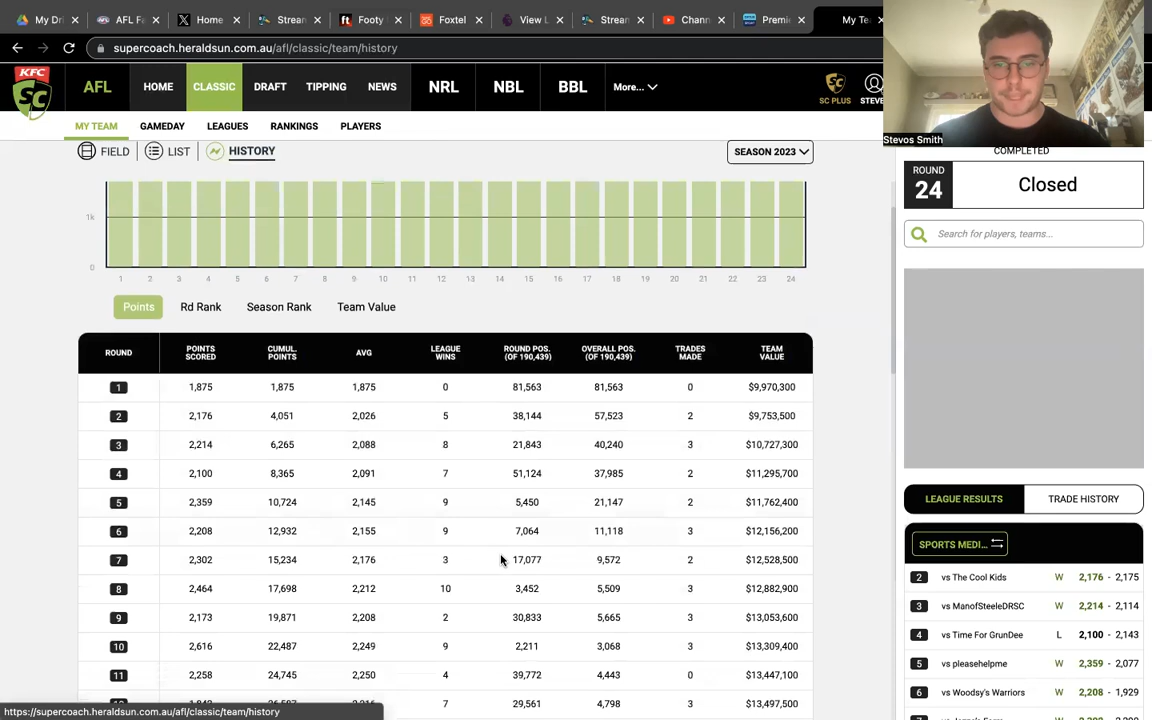 My Dri
AFL Fa
Home
Strean
Footy
Foxtel
View L
Strean
Chann
Premie
My Te
supercoach.heraldsun.com.au/afl/classic/team/history
KFC
SC
AFL
HOME
CLASSIC
DRAFT
TIPPING
NEWS
NRL
NBL
BBL
More...
SC PLUS
STEVE
MY TEAM
GAMEDAY
LEAGUES
RANKINGS
PLAYERS
Stevos Smith
FIELD
LIST
HISTORY
SEASON 2023
COMPLETED
ROUND
24
Closed
Search for players, teams...
1k
0
1 2 3 4 5 6 7 8 9 10 11 12 13 14 15 16 17 18 19 20 21 22 23 24
Points
Rd Rank
Season Rank
Team Value
ROUND POINTS SCORED CUMUL. POINTS AVG LEAGUE WINS ROUND POS. (OF 190,439) OVERALL POS. (OF 190,439) TRADES MADE TEAM VALUE
1 1,875 1,875 1,875 0 81,563 81,563 0 $9,970,300
2 2,176 4,051 2,026 5 38,144 57,523 2 $9,753,500
3 2,214 6,265 2,088 8 21,843 40,240 3 $10,727,300
4 2,100 8,365 2,091 7 51,124 37,985 2 $11,295,700
5 2,359 10,724 2,145 9 5,450 21,147 2 $11,762,400
6 2,208 12,932 2,155 9 7,064 11,118 3 $12,156,200
7 2,302 15,234 2,176 3 17,077 9,572 2 $12,528,500
8 2,464 17,698 2,212 10 3,452 5,509 3 $12,882,900
9 2,173 19,871 2,208 2 30,833 5,665 3 $13,053,600
10 2,616 22,487 2,249 9 2,211 3,068 3 $13,309,400
11 2,258 24,745 2,250 4 39,772 4,443 0 $13,447,100
7 29,561 4,798 3 $13,497,500
LEAGUE RESULTS
TRADE HISTORY
SPORTS MEDI...
2 vs The Cool Kids W 2,176 - 2,175
3 vs ManofSteeleDRSC W 2,214 - 2,114
4 vs Time For GrunDee L 2,100 - 2,143
5 vs pleasehelpme W 2,359 - 2,077
6 vs Woodsy's Warriors W 2,208 - 1,929
https://supercoach.heraldsun.com.au/afl/classic/team/history